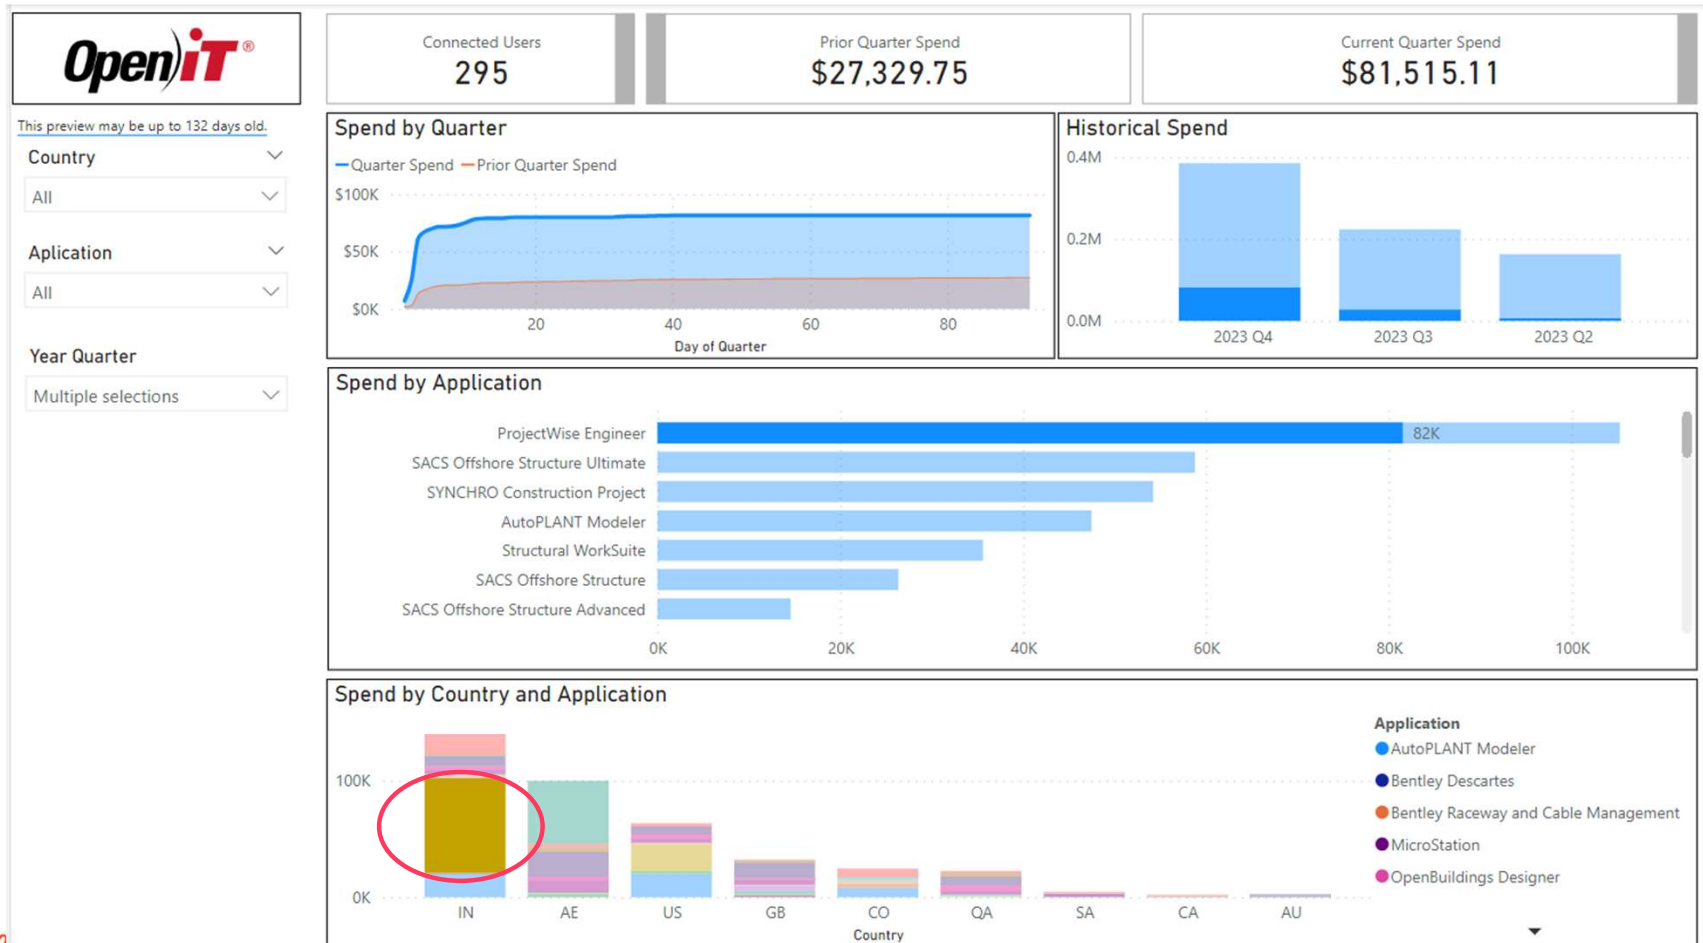 Open iT®
Connected Users
295
Prior Quarter Spend
$27,329.75
Current Quarter Spend
$81,515.11
This preview may be up to 132 days old.
Country
All
Aplication
All
Year Quarter
Multiple selections
Spend by Quarter
Quarter Spend Prior Quarter Spend
$100K
$50K
$0K
20 40 60 80
Day of Quarter
Historical Spend
0.4M
0.2M
0.0M
2023 Q4 2023 Q3 2023 Q2
Spend by Application
ProjectWise Engineer 82K
SACS Offshore Structure Ultimate
SYNCHRO Construction Project
AutoPLANT Modeler
Structural WorkSuite
SACS Offshore Structure
SACS Offshore Structure Advanced
0K 20K 40K 60K 80K 100K
Spend by Country and Application
100K
0K
IN AE US GB CO QA SA CA AU
Country
Application
AutoPLANT Modeler
Bentley Descartes
Bentley Raceway and Cable Management
MicroStation
OpenBuildings Designer